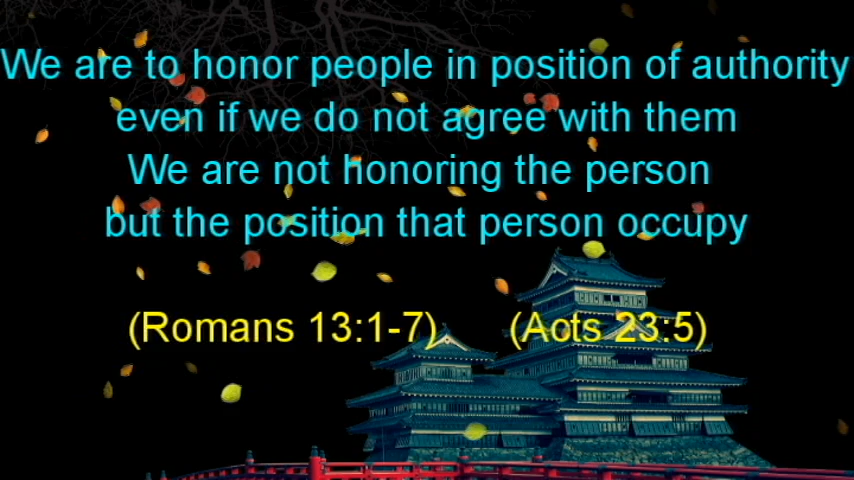 We are to honor people in position of authority
even if we do not agree with them
We are not honoring the person
but the position that person occupy
(Romans 13:1-7) (Acts 23:5)